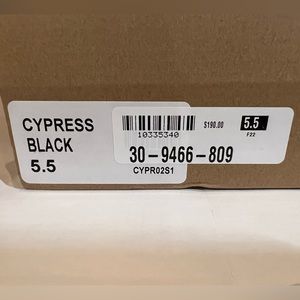 CYPRESS
BLACK
5.5
10335340
$190.00
5.5
F22
30-9466-809
CYPR02S1